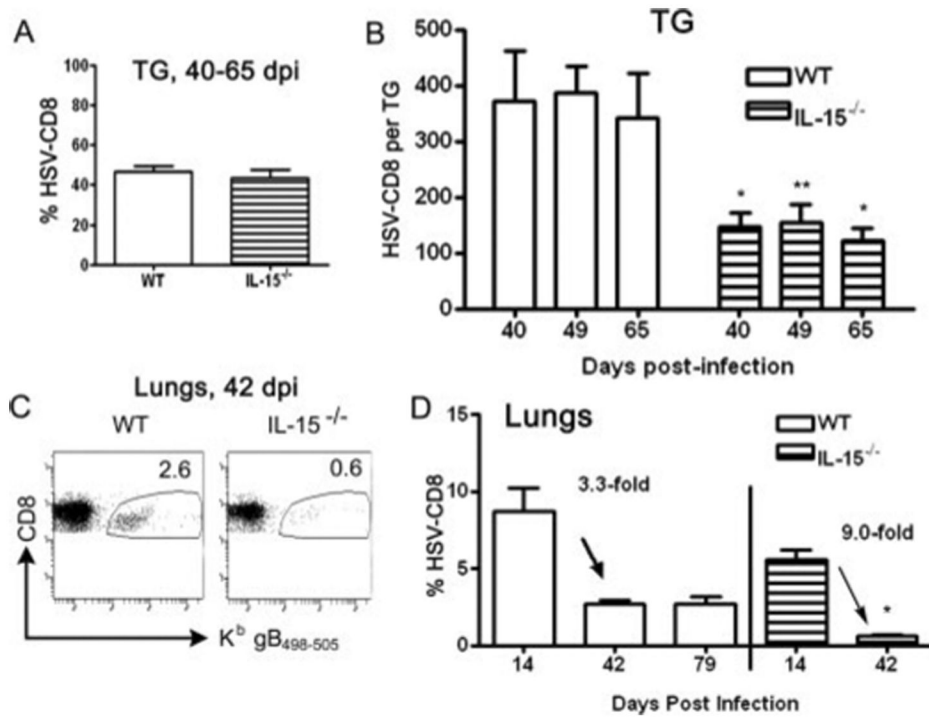 A
TG, 40-65 dpi
% HSV-CD8
100
80
60
40
20
0
WT
IL-15-/-
B
TG
HSV-CD8 per TG
500
400
300
200
100
0
WT
IL-15-/-
*
**
*
40
49
65
40
49
65
Days post-infection
C
Lungs, 42 dpi
WT
IL-15 -/-
2.6
0.6
CD8
Kb gB498-505
D
Lungs
% HSV-CD8
15
10
5
0
WT
IL-15-/-
3.3-fold
9.0-fold
*
14
42
79
14
42
Days Post Infection